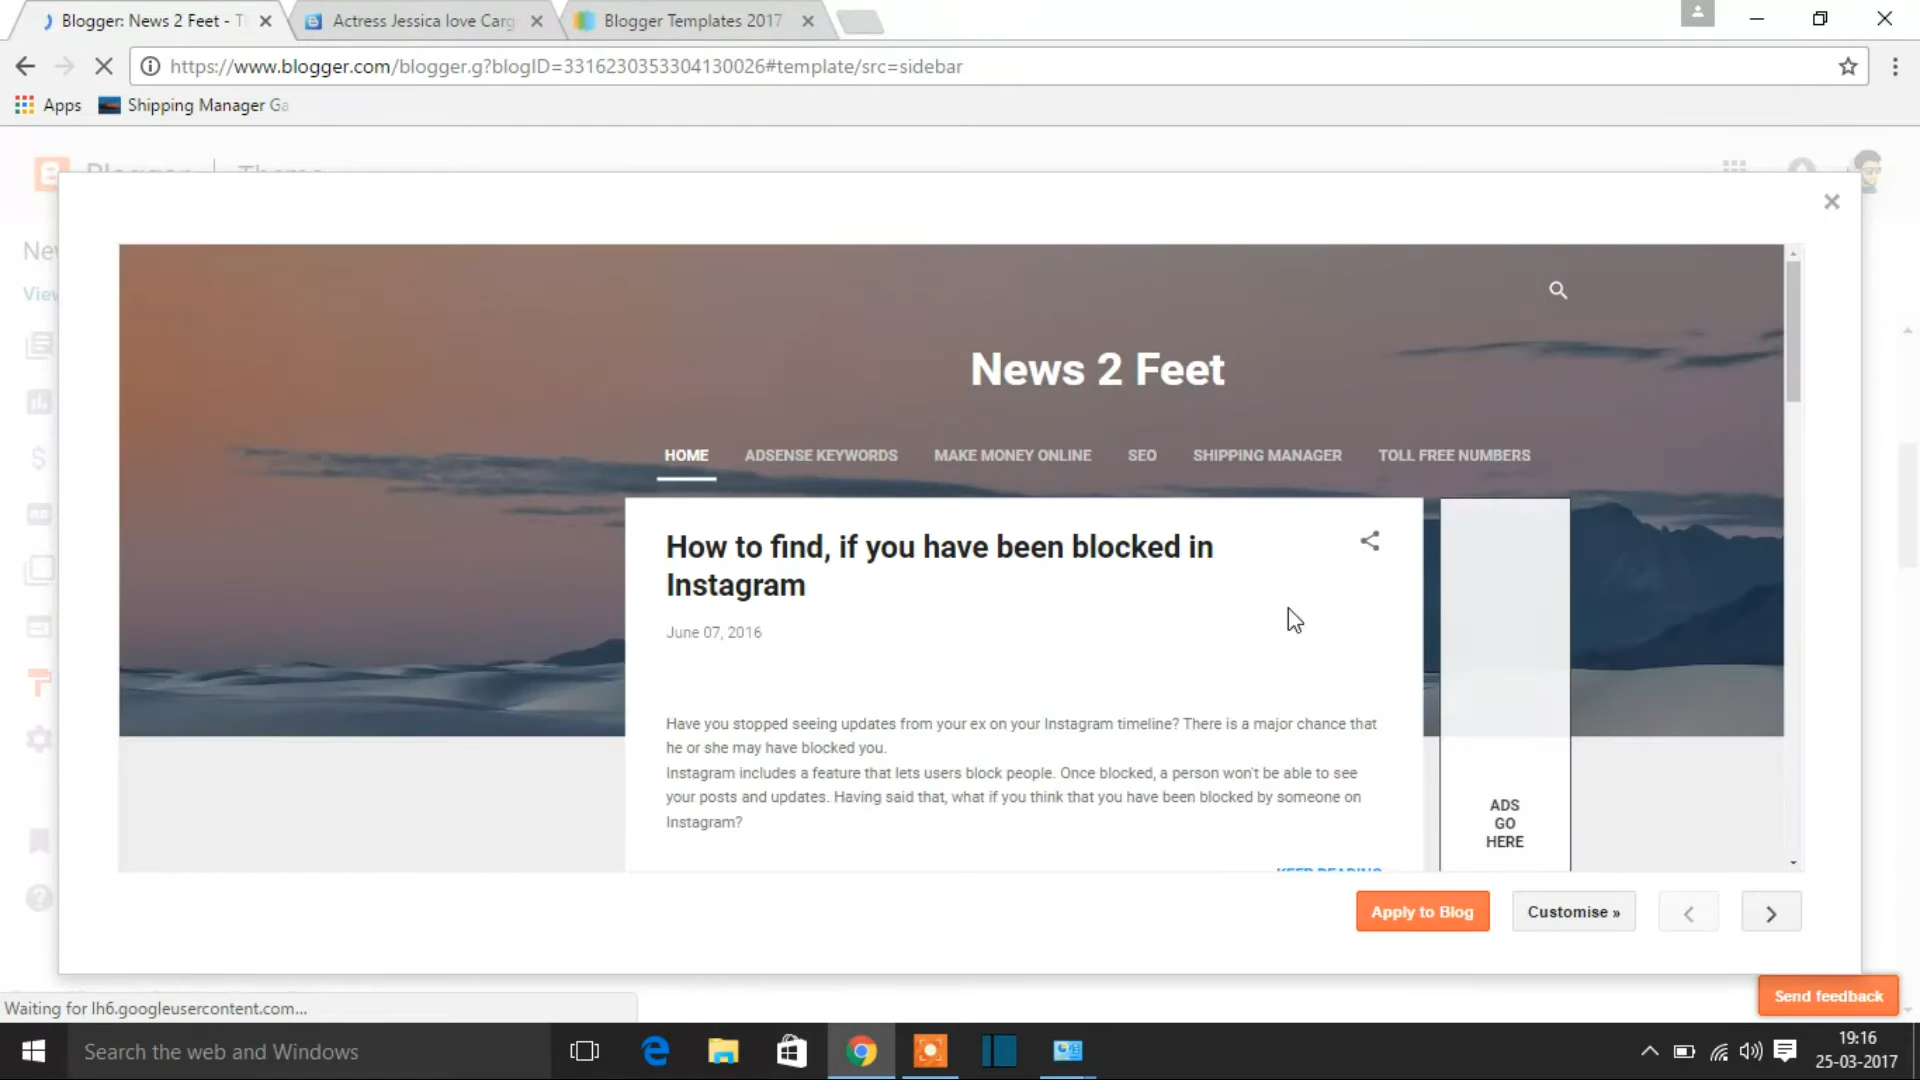 Blogger: News 2 Feet - T
Actress Jessica love Carg
Blogger Templates 2017
https://www.blogger.com/blogger.g?blogID=3316230353304130026#template/src=sidebar
Apps
Shipping Manager Ga
Blogger
Theme
New
View
News 2 Feet
HOME
ADSENSE KEYWORDS
MAKE MONEY ONLINE
SEO
SHIPPING MANAGER
TOLL FREE NUMBERS
How to find, if you have been blocked in
Instagram
June 07, 2016
Have you stopped seeing updates from your ex on your Instagram timeline? There is a major chance that
he or she may have blocked you.
Instagram includes a feature that lets users block people. Once blocked, a person won't be able to see
your posts and updates. Having said that, what if you think that you have been blocked by someone on
Instagram?
KEEP READING
ADS
GO
HERE
Apply to Blog
Customise »
Send feedback
Waiting for lh6.googleusercontent.com...
Search the web and Windows
19:16
25-03-2017